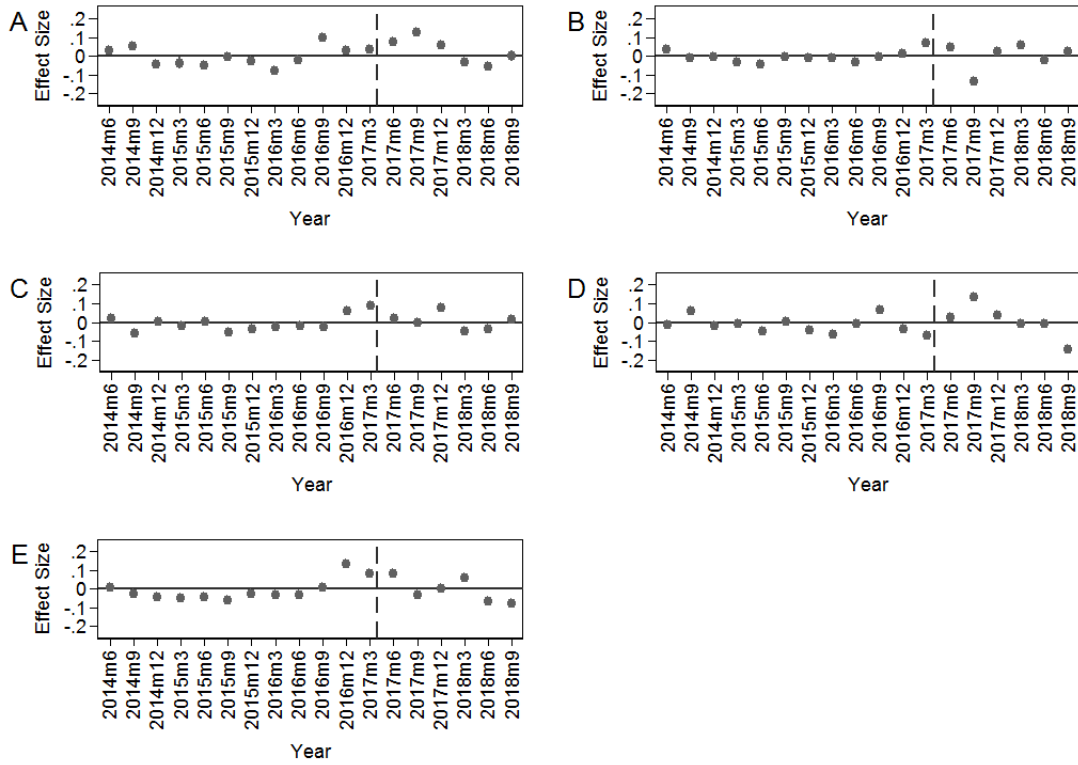 A
Effect Size
.2
.1
0
-.1
-.2
2014m6
2014m9
2014m12
2015m3
2015m6
2015m9
2015m12
2016m3
2016m6
2016m9
2016m12
2017m3
2017m6
2017m9
2017m12
2018m3
2018m6
2018m9
Year
B
Effect Size
.2
.1
0
-.1
-.2
2014m6
2014m9
2014m12
2015m3
2015m6
2015m9
2015m12
2016m3
2016m6
2016m9
2016m12
2017m3
2017m6
2017m9
2017m12
2018m3
2018m6
2018m9
Year
C
Effect Size
.2
.1
0
-.1
-.2
2014m6
2014m9
2014m12
2015m3
2015m6
2015m9
2015m12
2016m3
2016m6
2016m9
2016m12
2017m3
2017m6
2017m9
2017m12
2018m3
2018m6
2018m9
Year
D
Effect Size
.2
.1
0
-.1
-.2
2014m6
2014m9
2014m12
2015m3
2015m6
2015m9
2015m12
2016m3
2016m6
2016m9
2016m12
2017m3
2017m6
2017m9
2017m12
2018m3
2018m6
2018m9
Year
E
Effect Size
.2
.1
0
-.1
-.2
2014m6
2014m9
2014m12
2015m3
2015m6
2015m9
2015m12
2016m3
2016m6
2016m9
2016m12
2017m3
2017m6
2017m9
2017m12
2018m3
2018m6
2018m9
Year